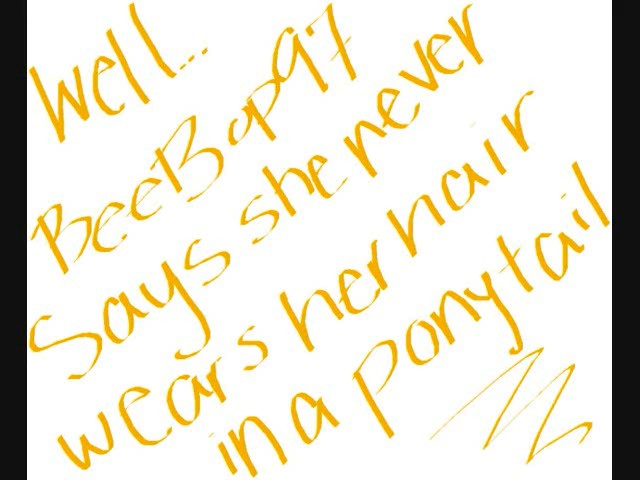 Well...
BeeBop97
Says she never
wears her hair
in a ponytail